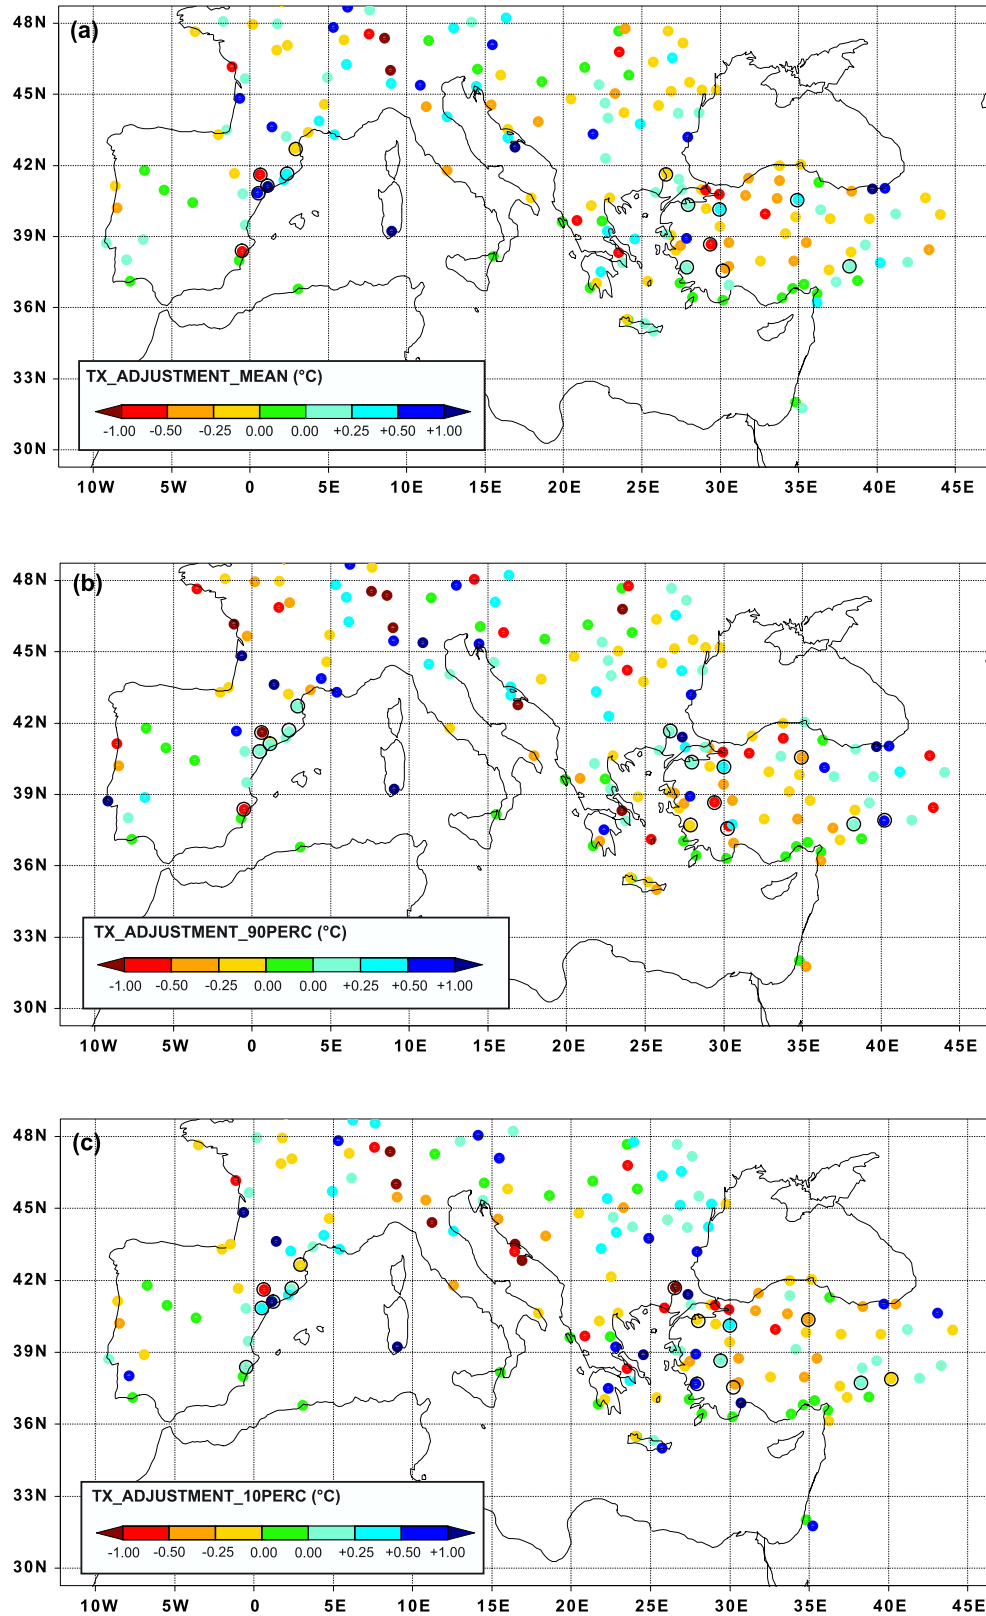 (a)
48N
45N
42N
39N
36N
33N
30N
TX_ADJUSTMENT_MEAN (°C)
-1.00 -0.50 -0.25 0.00 0.00 +0.25 +0.50 +1.00
10W 5W 0 5E 10E 15E 20E 25E 30E 35E 40E 45E
(b)
48N
45N
42N
39N
36N
33N
30N
TX_ADJUSTMENT_90PERC (°C)
-1.00 -0.50 -0.25 0.00 0.00 +0.25 +0.50 +1.00
10W 5W 0 5E 10E 15E 20E 25E 30E 35E 40E 45E
(c)
48N
45N
42N
39N
36N
33N
30N
TX_ADJUSTMENT_10PERC (°C)
-1.00 -0.50 -0.25 0.00 0.00 +0.25 +0.50 +1.00
10W 5W 0 5E 10E 15E 20E 25E 30E 35E 40E 45E